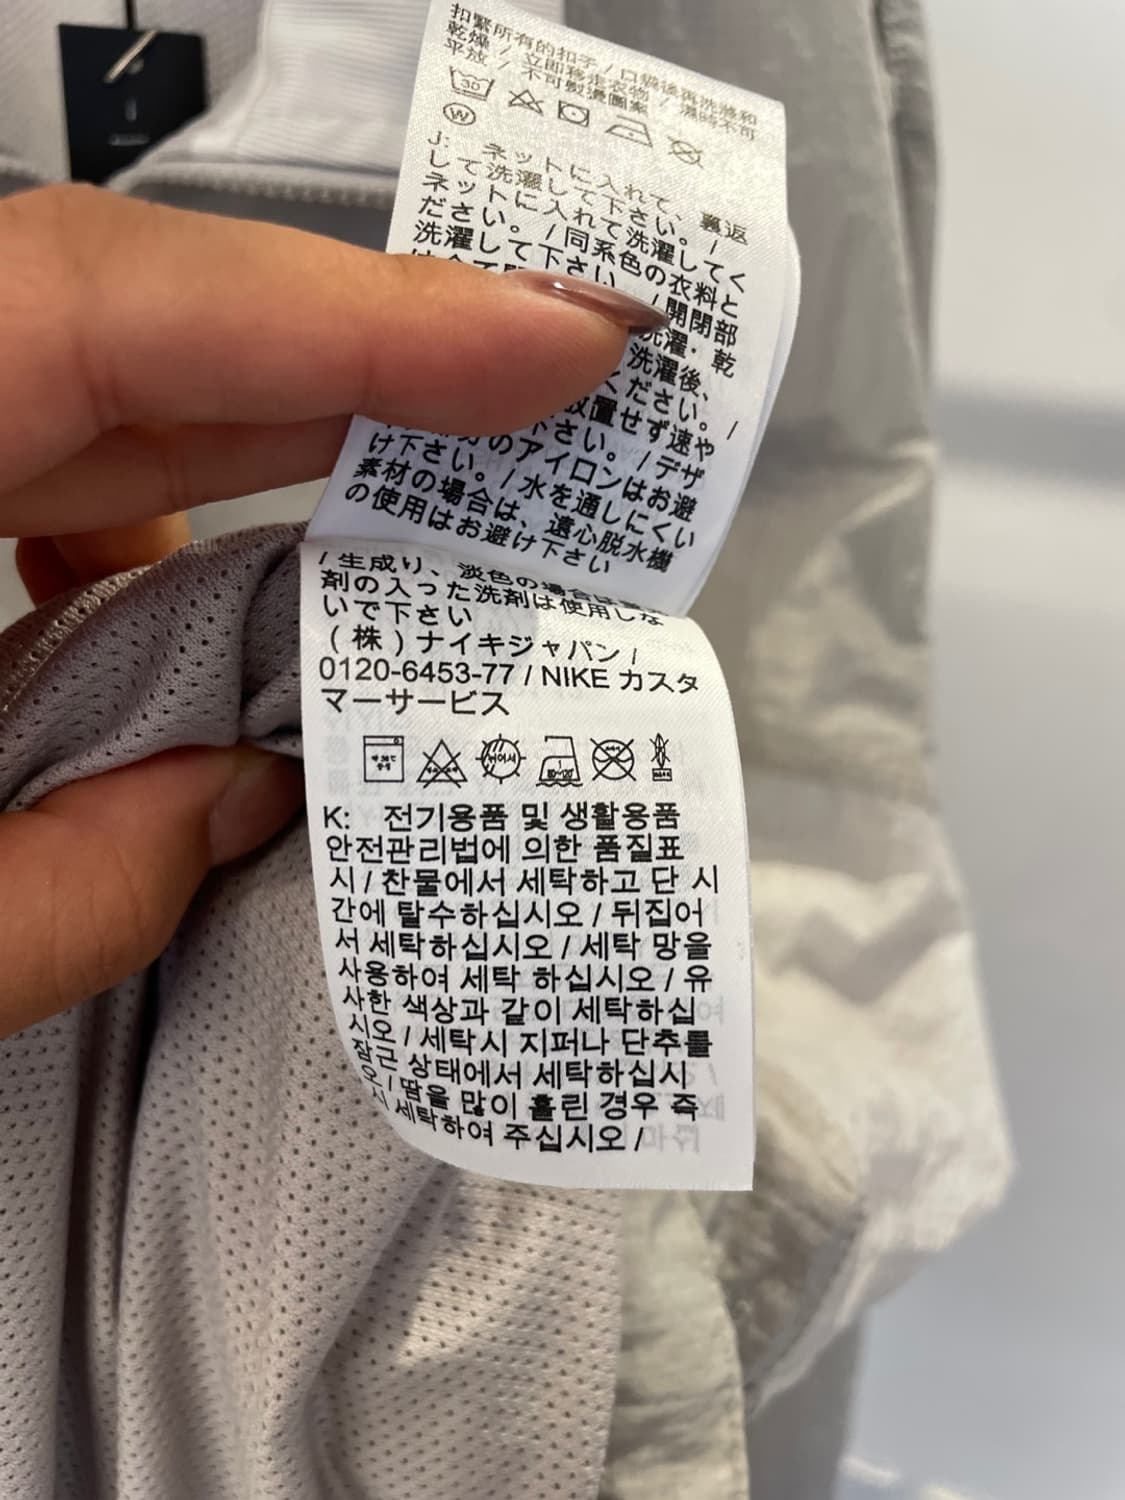 扣緊所有的扣子 / 口袋後再洗滌和
乾燥 / 立即移走衣物 / 濕時不可
平放 / 不可熨燙圖案
30
W
J: ネットに入れて、裏返
して洗濯して下さい。 /
ネットに入れて洗濯してく
ださい。 / 同系色の衣料と
洗濯して下さい。 / 開閉部
洗濯・乾
洗濯後、
ください。 /
放置せず速や
下さい。 / デザ
のアイロンはお避
け下さい。 / 水を通しにくい
素材の場合は、遠心脱水機
の使用はお避け下さい
/ 生成り、淡色の場合は
剤の入った洗剤は使用しな
いで下さい
(株) ナイキジャパン /
0120-6453-77 / NIKE カスタ
マーサービス
K: 전기용품 및 생활용품
안전관리법에 의한 품질표
시 / 찬물에서 세탁하고 단 시
간에 탈수하십시오 / 뒤집어
서 세탁하십시오 / 세탁 망을
사용하여 세탁 하십시오 / 유
사한 색상과 같이 세탁하십
시오 / 세탁시 지퍼나 단추를
잠근 상태에서 세탁하십시
오 / 땀을 많이 흘린 경우 즉
시 세탁하여 주십시오 /